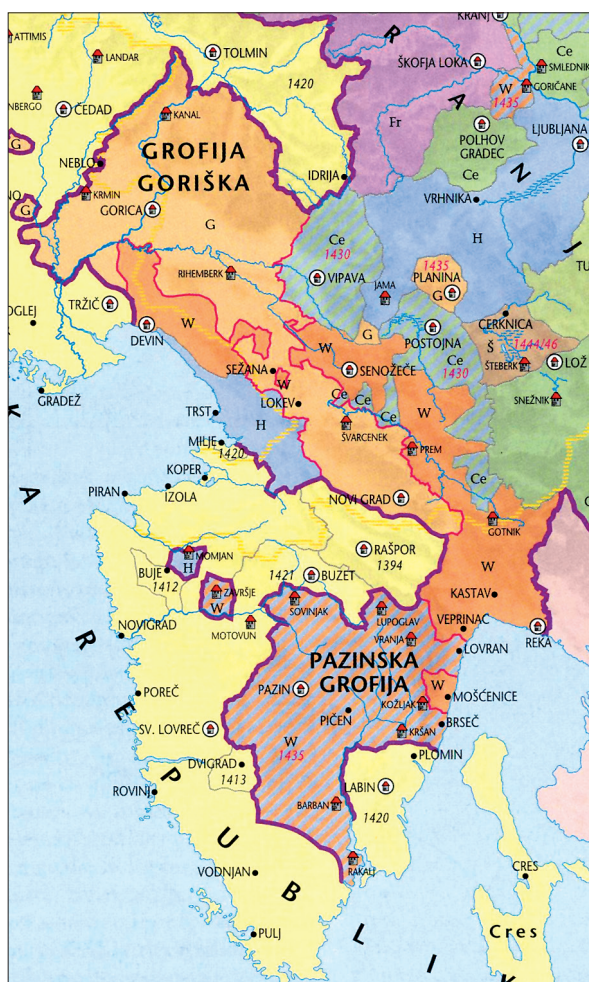 KRANJ
ATTIMIS
R
LANDAR
TOLMIN
Ce
ŠKOFJA LOKA
SMLEDNIK
1420
A
W
GORIČANE
1435
NBERGO
ČEDAD
KANAL
Fr
POLHOV
GRADEC
LJUBLJANA
G
GROFIJA
GORIŠKA
NEBLO
IDRIJA
Ce
N
NO
KRMIN
VRHNIKA
G
GORICA
G
Ce
1430
H
J
RIHEMBERK
VIPAVA
JAMA
1435
PLANINA
G
TU
OGLEJ
TRŽIČ
DEVIN
W
G
POSTOJNA
CERKNICA
W
Š
1444/46
SEŽANA
SENOŽEČE
Ce
1430
ŠTEBERK
LOŽ
W
GRADEŽ
LOKEV
Ce
Ce
Ce
W
SNEŽNIK
K
TRST
H
ŠVARCENEK
MILJE
1420
PREM
KOPER
Ce
A
PIRAN
IZOLA
NOVI GRAD
GOTNIK
MOMJAN
H
RAŠPOR
1394
BUJE
1412
1421
BUZET
W
ZAVRŠJE
W
SOVINJAK
KASTAV
LUPOGLAV
R
NOVIGRAD
MOTOVUN
VRANJA
VEPRINAC
REKA
LOVRAN
PAZINSKA
GROFIJA
E
POREČ
PAZIN
W
KOŽLJAK
MOŠĆENICE
PIČEN
SV. LOVREČ
KRŠAN
BRSEČ
W
1435
P
DVIGRAD
1413
PLOMIN
ROVINJ
LABIN
U
BARBAN
1420
B
VODNJAN
RAKALJ
CRES
L
PULJ
Cres
I
K